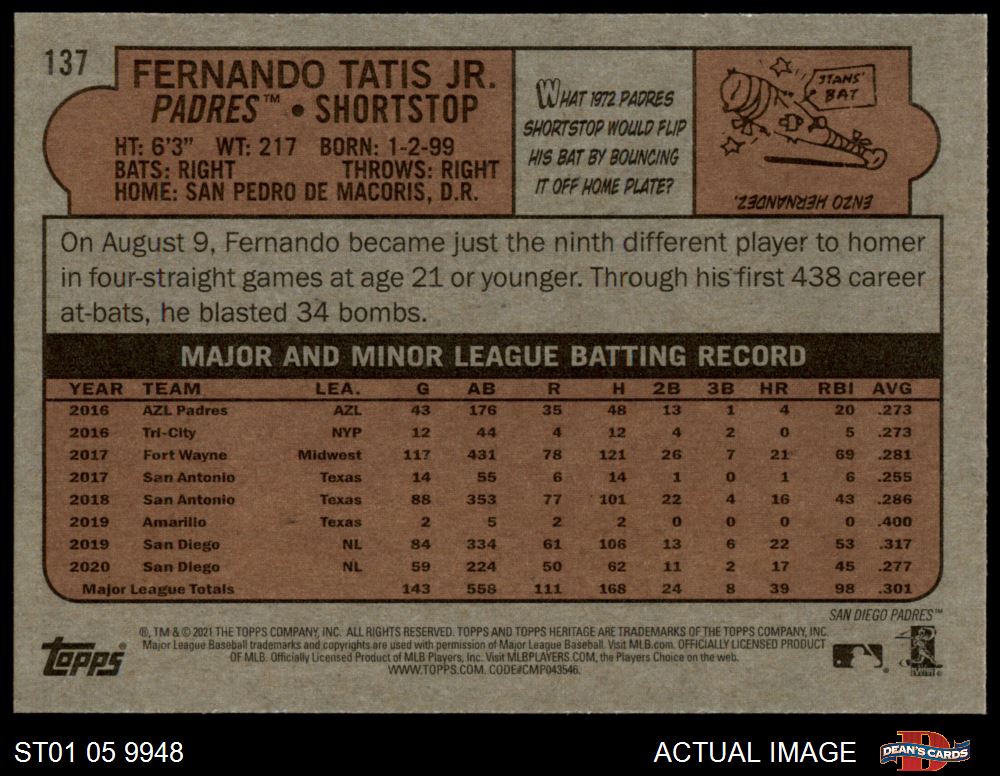 137
FERNANDO TATIS JR.
PADRES™ • SHORTSTOP
HT: 6'3" WT: 217 BORN: 1-2-99
BATS: RIGHT THROWS: RIGHT
HOME: SAN PEDRO DE MACORIS, D.R.
WHAT 1972 PADRES
SHORTSTOP WOULD FLIP
HIS BAT BY BOUNCING
IT OFF HOME PLATE?
STANS'
BAT
ENZO HERNANDEZ.
On August 9, Fernando became just the ninth different player to homer
in four-straight games at age 21 or younger. Through his first 438 career
at-bats, he blasted 34 bombs.
MAJOR AND MINOR LEAGUE BATTING RECORD
YEAR TEAM LEA. G AB R H 2B 3B HR RBI AVG
2016 AZL Padres AZL 43 176 35 48 13 1 4 20 .273
2016 Tri-City NYP 12 44 4 12 4 2 0 5 .273
2017 Fort Wayne Midwest 117 431 78 121 26 7 21 69 .281
2017 San Antonio Texas 14 55 6 14 1 0 1 6 .255
2018 San Antonio Texas 88 353 77 101 22 4 16 43 .286
2019 Amarillo Texas 2 5 2 2 0 0 0 0 .400
2019 San Diego NL 84 334 61 106 13 6 22 53 .317
2020 San Diego NL 59 224 50 62 11 2 17 45 .277
Major League Totals 143 558 111 168 24 8 39 98 .301
SAN DIEGO PADRES™
topps®
®, TM & © 2021 THE TOPPS COMPANY, INC. ALL RIGHTS RESERVED. TOPPS AND TOPPS HERITAGE ARE TRADEMARKS OF THE TOPPS COMPANY, INC.
Major League Baseball trademarks and copyrights are used with permission of Major League Baseball. Visit MLB.com. OFFICIALLY LICENSED PRODUCT
OF MLB. Officially Licensed Product of MLB Players, Inc. Visit MLBPLAYERS.COM, the Players Choice on the web.
WWW.TOPPS.COM. CODE#CMP043546.
ST01 05 9948
ACTUAL IMAGE
D
DEAN'S CARDS